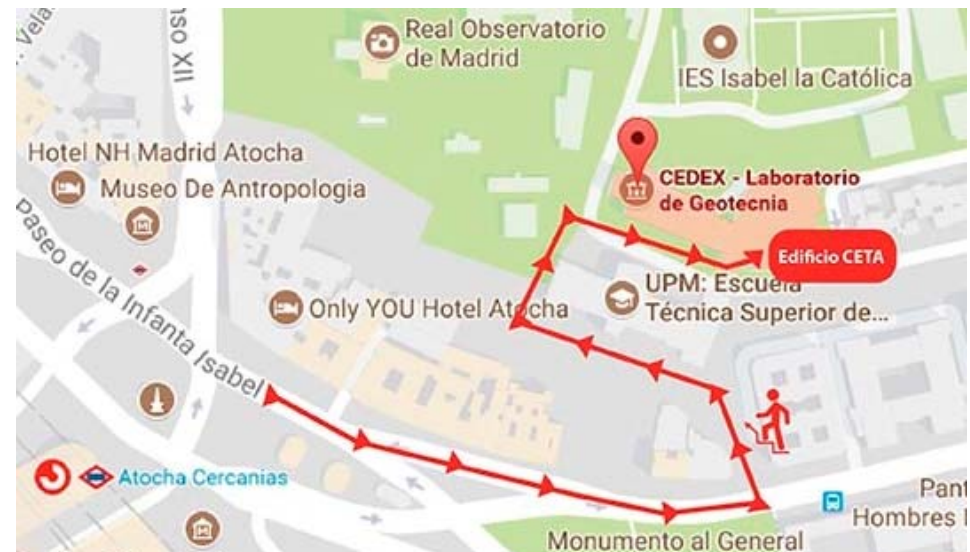 Real Observatorio
de Madrid
IES Isabel la Católica
Hotel NH Madrid Atocha
Museo De Antropologia
CEDEX - Laboratorio
de Geotecnia
Edificio CETA
UPM: Escuela
Técnica Superior de...
Only YOU Hotel Atocha
Paseo de la Infanta Isabel
Atocha Cercanias
Hombres
Monumento al General